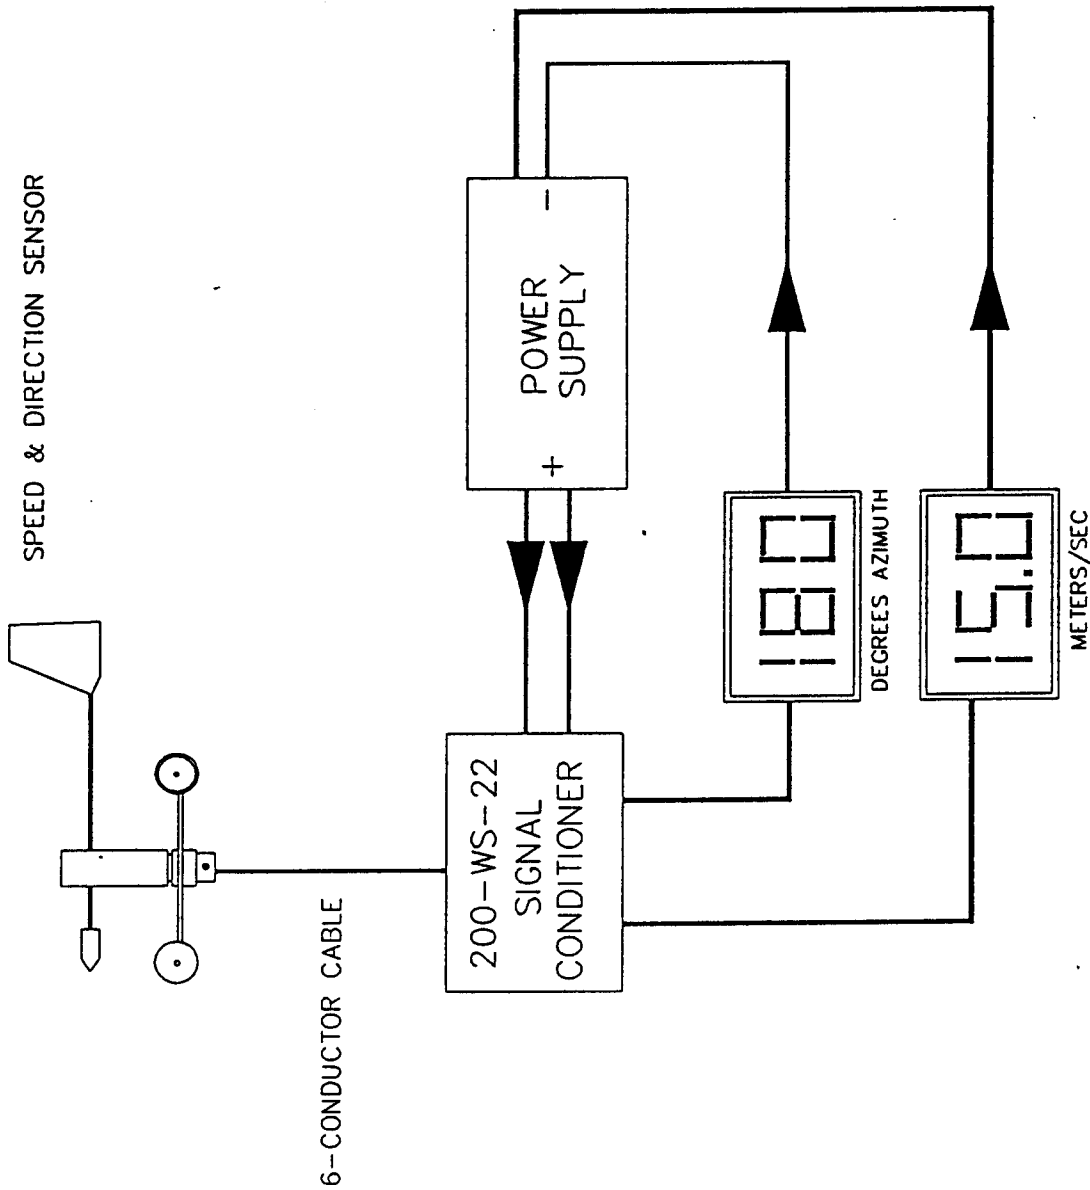 SPEED & DIRECTION SENSOR
6-CONDUCTOR CABLE
200-WS-22
SIGNAL
CONDITIONER
+
-
POWER
SUPPLY
180
DEGREES AZIMUTH
15.0
METERS/SEC